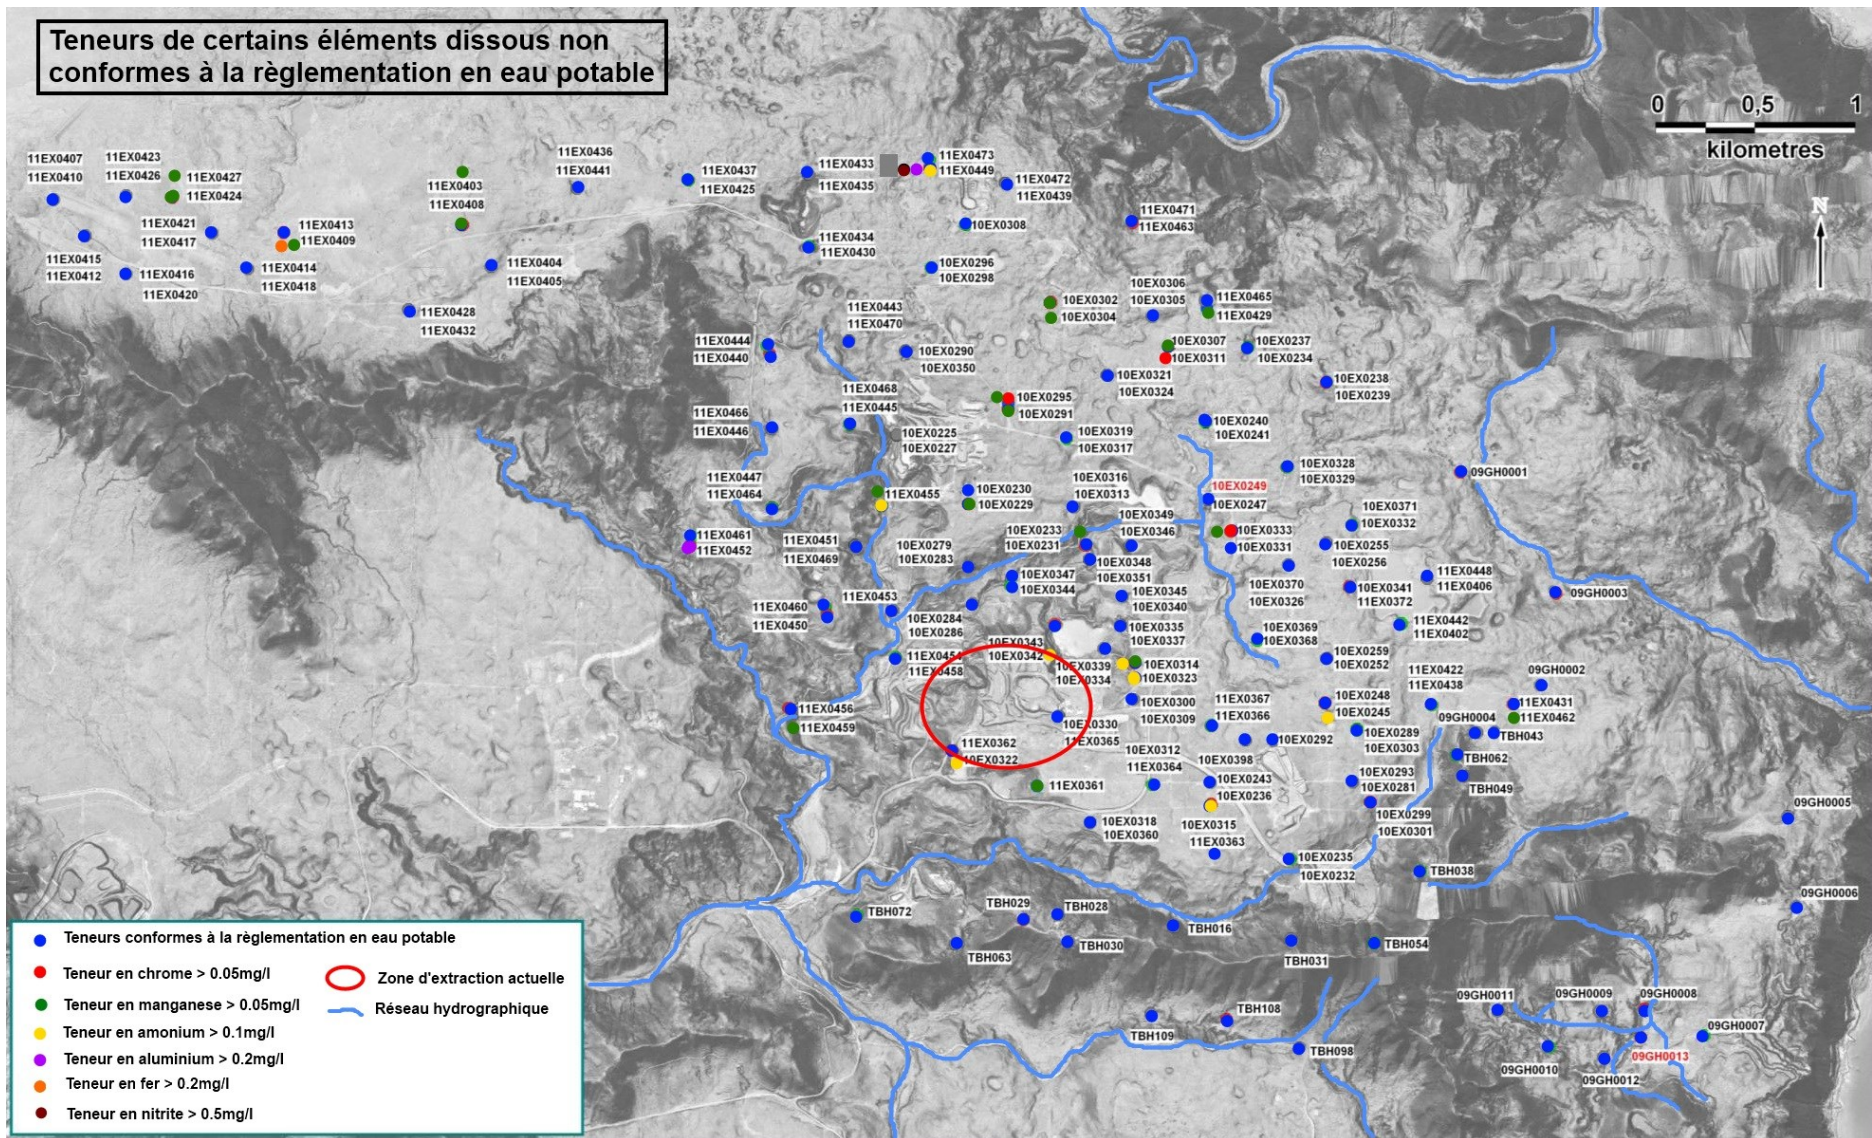 Teneurs de certains éléments dissous non
conformes à la règlementation en eau potable
0 0,5 1
kilometres
N
11EX0407
11EX0410
11EX0423
11EX0426
11EX0427
11EX0424
11EX0403
11EX0408
11EX0436
11EX0441
11EX0437
11EX0425
11EX0433
11EX0435
11EX0473
11EX0449
11EX0472
11EX0439
11EX0471
11EX0463
11EX0421
11EX0417
11EX0413
11EX0409
10EX0308
11EX0434
11EX0430
11EX0415
11EX0412
11EX0416
11EX0420
11EX0414
11EX0418
11EX0404
11EX0405
10EX0296
10EX0298
11EX0428
11EX0432
11EX0443
11EX0470
10EX0302
10EX0304
10EX0306
10EX0305
11EX0465
11EX0429
11EX0444
11EX0440
10EX0290
10EX0350
10EX0307
10EX0311
10EX0237
10EX0234
10EX0321
10EX0324
10EX0238
10EX0239
11EX0468
11EX0445
10EX0295
10EX0291
11EX0466
11EX0446
10EX0225
10EX0227
10EX0319
10EX0317
10EX0240
10EX0241
10EX0328
10EX0329
09GH0001
11EX0447
11EX0464
11EX0455
10EX0230
10EX0229
10EX0316
10EX0313
10EX0249
10EX0247
10EX0349
10EX0346
10EX0371
10EX0332
10EX0233
10EX0231
10EX0333
10EX0331
10EX0255
10EX0256
11EX0461
11EX0452
11EX0451
11EX0469
10EX0279
10EX0283
10EX0348
10EX0351
10EX0347
10EX0344
10EX0370
10EX0326
10EX0341
11EX0372
11EX0448
11EX0406
09GH0003
11EX0453
11EX0460
11EX0450
10EX0345
10EX0340
10EX0284
10EX0286
10EX0335
10EX0337
10EX0369
10EX0368
11EX0442
11EX0402
10EX0343
10EX0342
11EX0454
11EX0458
10EX0339
10EX0334
10EX0314
10EX0323
10EX0259
10EX0252
11EX0422
11EX0438
09GH0002
11EX0456
11EX0459
10EX0300
10EX0309
11EX0367
11EX0366
10EX0248
10EX0245
11EX0431
11EX0462
09GH0004
TBH043
10EX0330
11EX0365
10EX0292
10EX0289
10EX0303
11EX0362
10EX0322
10EX0312
11EX0364
10EX0398
TBH062
TBH049
11EX0361
10EX0243
10EX0236
10EX0293
10EX0281
09GH0005
10EX0299
10EX0301
10EX0318
10EX0360
10EX0315
11EX0363
10EX0235
10EX0232
TBH038
09GH0006
TBH072
TBH029
TBH028
TBH016
TBH063
TBH030
TBH031
TBH054
09GH0011
09GH0009
09GH0008
TBH108
TBH109
TBH098
09GH0007
09GH0013
09GH0010
09GH0012
Teneurs conformes à la règlementation en eau potable
Teneur en chrome > 0.05mg/l
Teneur en manganese > 0.05mg/l
Teneur en amonium > 0.1mg/l
Teneur en aluminium > 0.2mg/l
Teneur en fer > 0.2mg/l
Teneur en nitrite > 0.5mg/l
Zone d'extraction actuelle
Réseau hydrographique